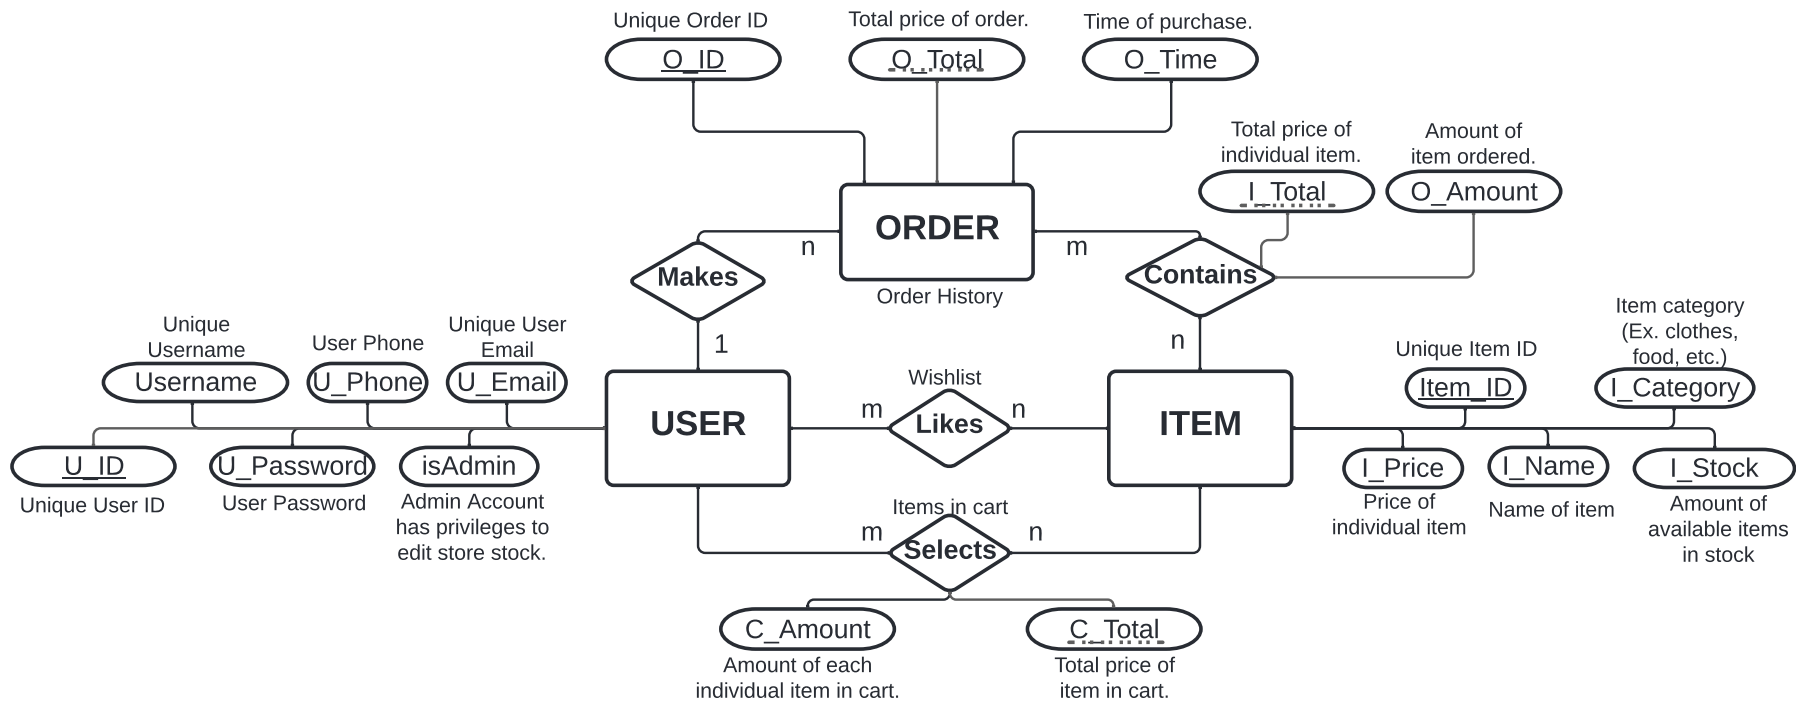 Unique Order ID
O_ID
Total price of order.
O_Total
Time of purchase.
O_Time
Total price of
individual item.
I_Total
Amount of
item ordered.
O_Amount
ORDER
Order History
n
m
Makes
Contains
1
n
Unique
Username
Username
User Phone
U_Phone
Unique User
Email
U_Email
U_ID
Unique User ID
U_Password
User Password
isAdmin
Admin Account
has privileges to
edit store stock.
USER
Wishlist
m
Likes
n
ITEM
Unique Item ID
Item_ID
Item category
(Ex. clothes,
food, etc.)
I_Category
I_Price
Price of
individual item
I_Name
Name of item
I_Stock
Amount of
available items
in stock
Items in cart
m
Selects
n
C_Amount
Amount of each
individual item in cart.
C_Total
Total price of
item in cart.